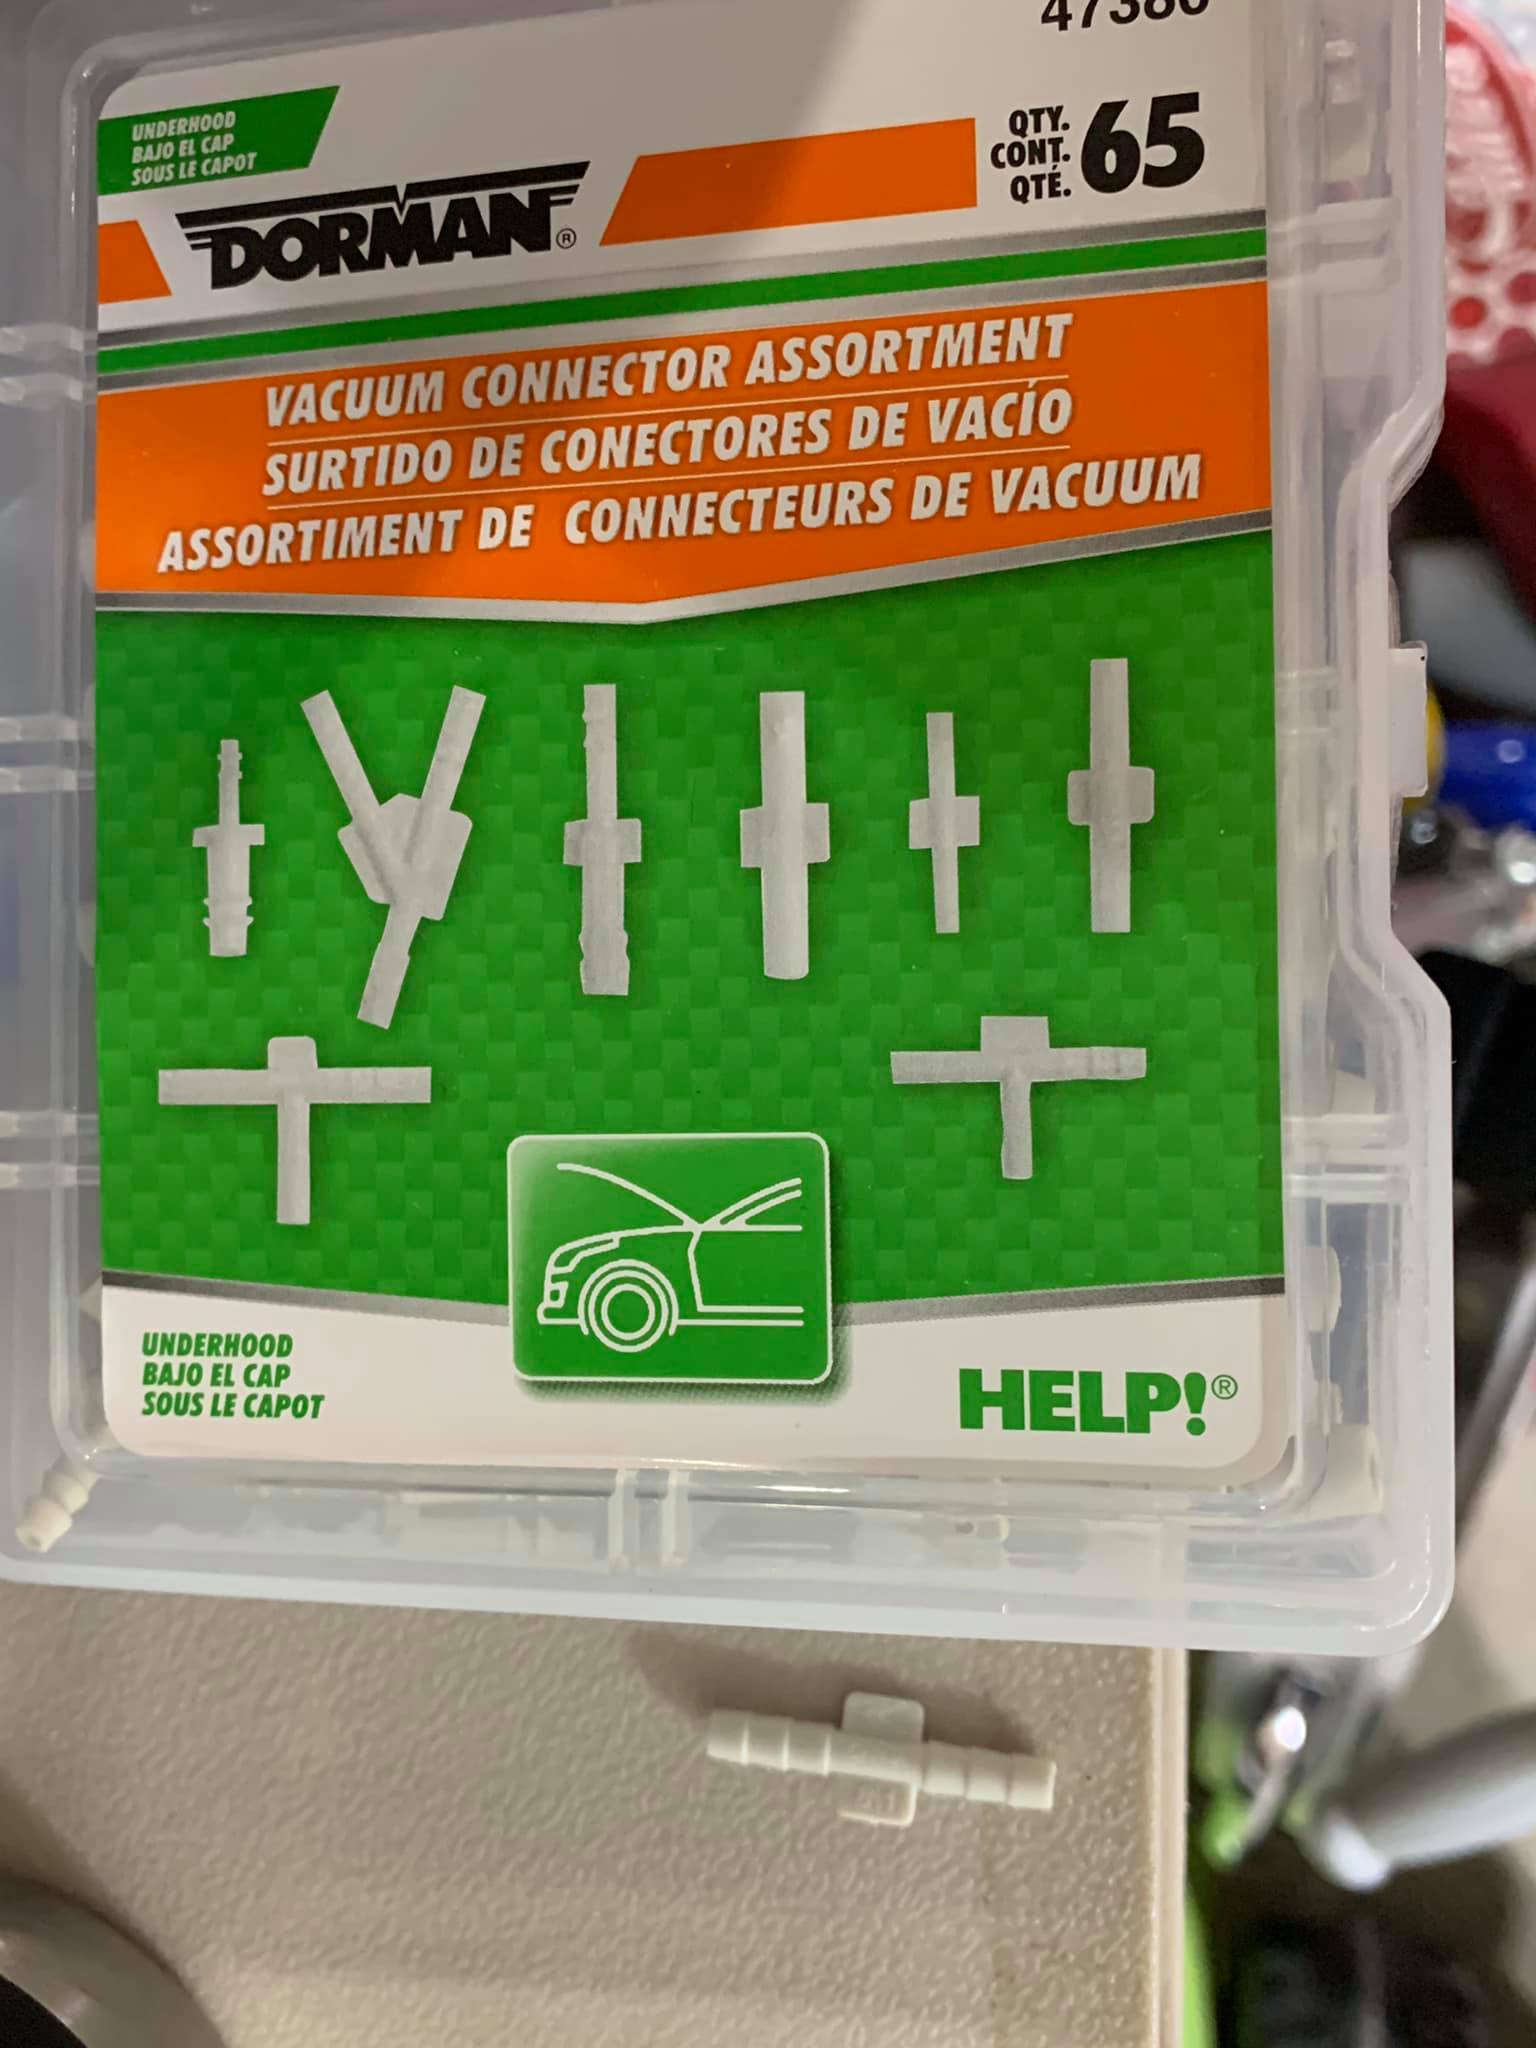 47380
UNDERHOOD
BAJO EL CAP
SOUS LE CAPOT
DORMAN®
QTY.
CONT.
QTÉ.
65
VACUUM CONNECTOR ASSORTMENT
SURTIDO DE CONECTORES DE VACÍO
ASSORTIMENT DE CONNECTEURS DE VACUUM
UNDERHOOD
BAJO EL CAP
SOUS LE CAPOT
HELP!®